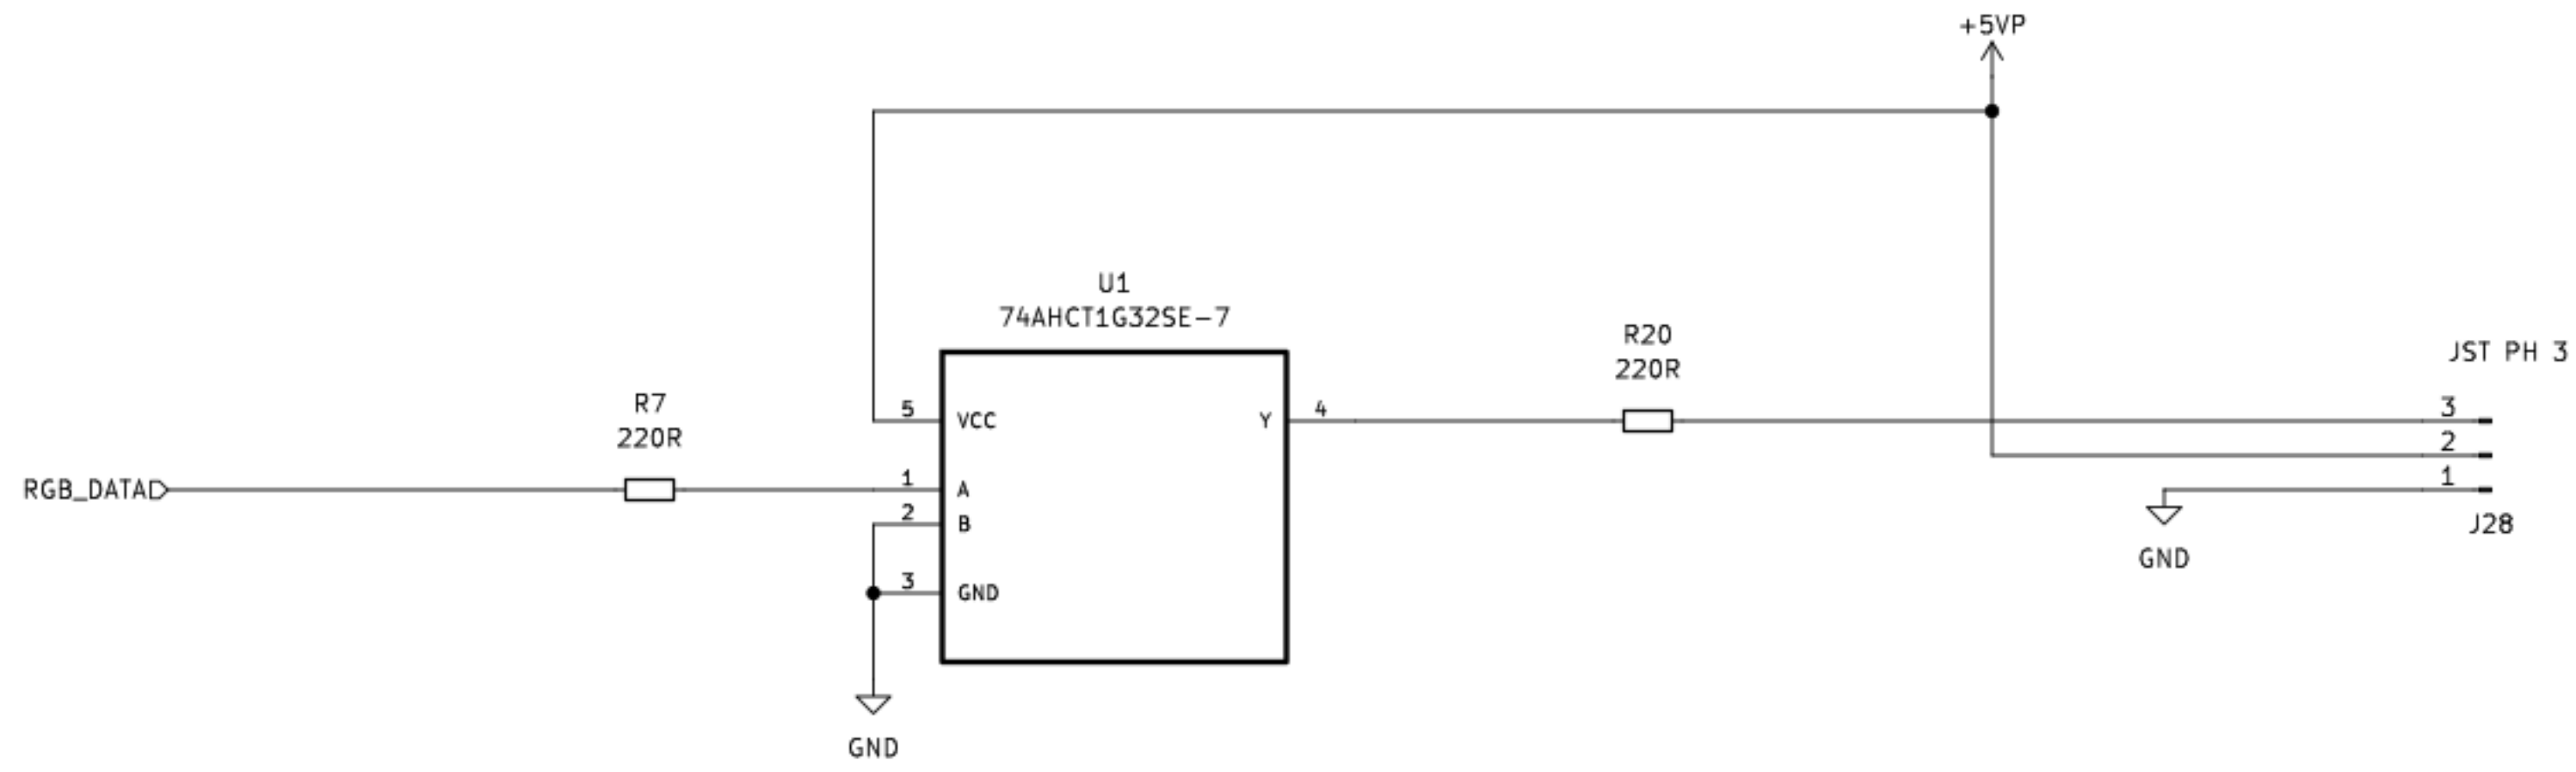 +5VP
U1
74AHCT1G32SE-7
R20
220R
JST PH 3
R7
220R
5
VCC
Y
4
3
2
1
RGB_DATA
1
A
2
B
J28
GND
3
GND
GND